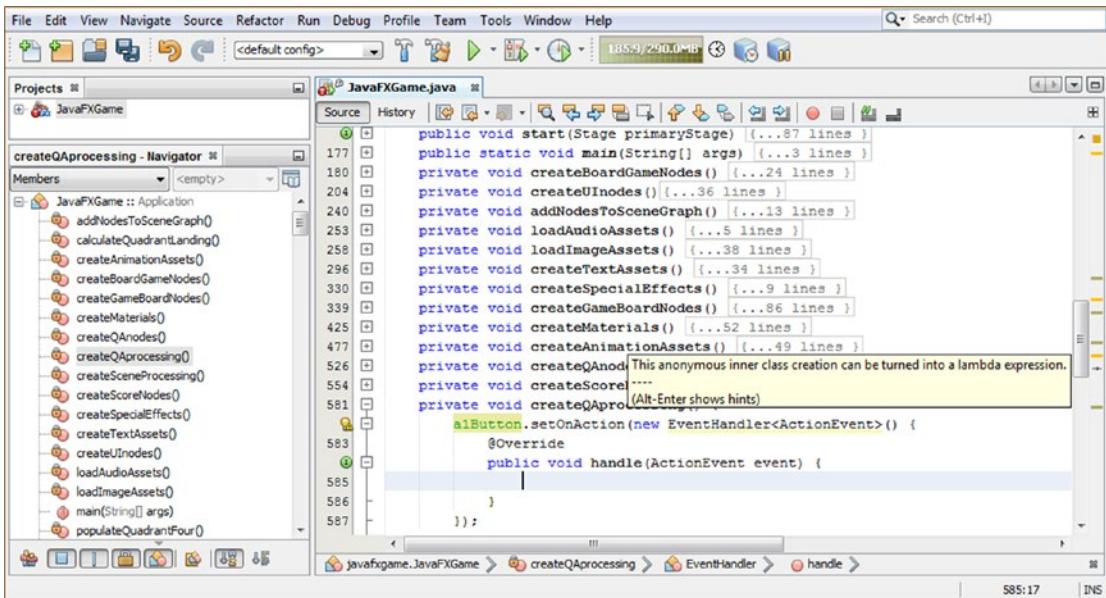 File Edit View Navigate Source Refactor Run Debug Profile Team Tools Window Help
Search (Ctrl+I)
<default config>
185.9/290.0MB
Projects
JavaFXGame
createQAprocessing - Navigator
Members
<empty>
JavaFXGame :: Application
addNodesToSceneGraph()
calculateQuadrantLanding()
createAnimationAssets()
createBoardGameNodes()
createGameBoardNodes()
createMaterials()
createQAnodes()
createQAprocessing()
createSceneProcessing()
createScoreNodes()
createSpecialEffects()
createTextAssets()
createUInodes()
loadAudioAssets()
loadImageAssets()
main(String[] args)
populateQuadrantFour()
JavaFXGame.java
Source History
public void start(Stage primaryStage) {...87 lines }
177 public static void main(String[] args) {...3 lines }
180 private void createBoardGameNodes() {...24 lines }
204 private void createUInodes(){...36 lines }
240 private void addNodesToSceneGraph() {...13 lines }
253 private void loadAudioAssets() {...5 lines }
258 private void loadImageAssets() {...38 lines }
296 private void createTextAssets() {...34 lines }
330 private void createSpecialEffects() {...9 lines }
339 private void createGameBoardNodes() {...86 lines }
425 private void createMaterials() {...52 lines }
477 private void createAnimationAssets() {...49 lines }
526 private void createQAnod
554 private void createScore
581 private void createQApro
This anonymous inner class creation can be turned into a lambda expression.
----
(Alt-Enter shows hints)
a1Button.setOnAction(new EventHandler<ActionEvent>() {
583 @Override
public void handle(ActionEvent event) {
585
586 }
587 });
javafxgame.JavaFXGame createQAprocessing EventHandler handle
585:17 INS